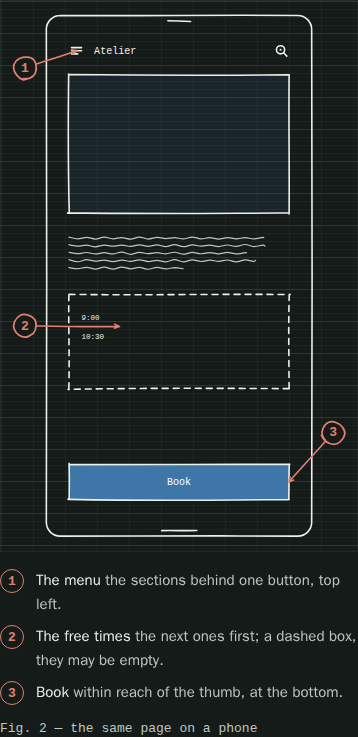 Atelier
1
9:00
2
10:30
3
Book
1 The menu the sections behind one button, top
left.
2 The free times the next ones first; a dashed box,
they may be empty.
3 Book within reach of the thumb, at the bottom.
Fig. 2 — the same page on a phone